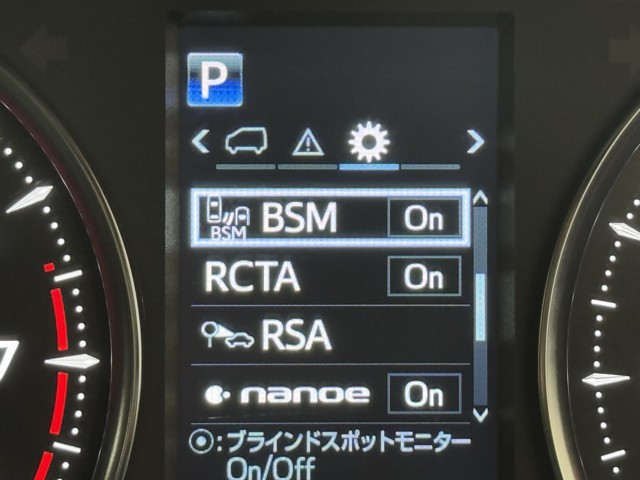 P
BSM BSM On
RCTA On
RSA
nanoe On
⦿:ブラインドスポットモニター
On/Off
7